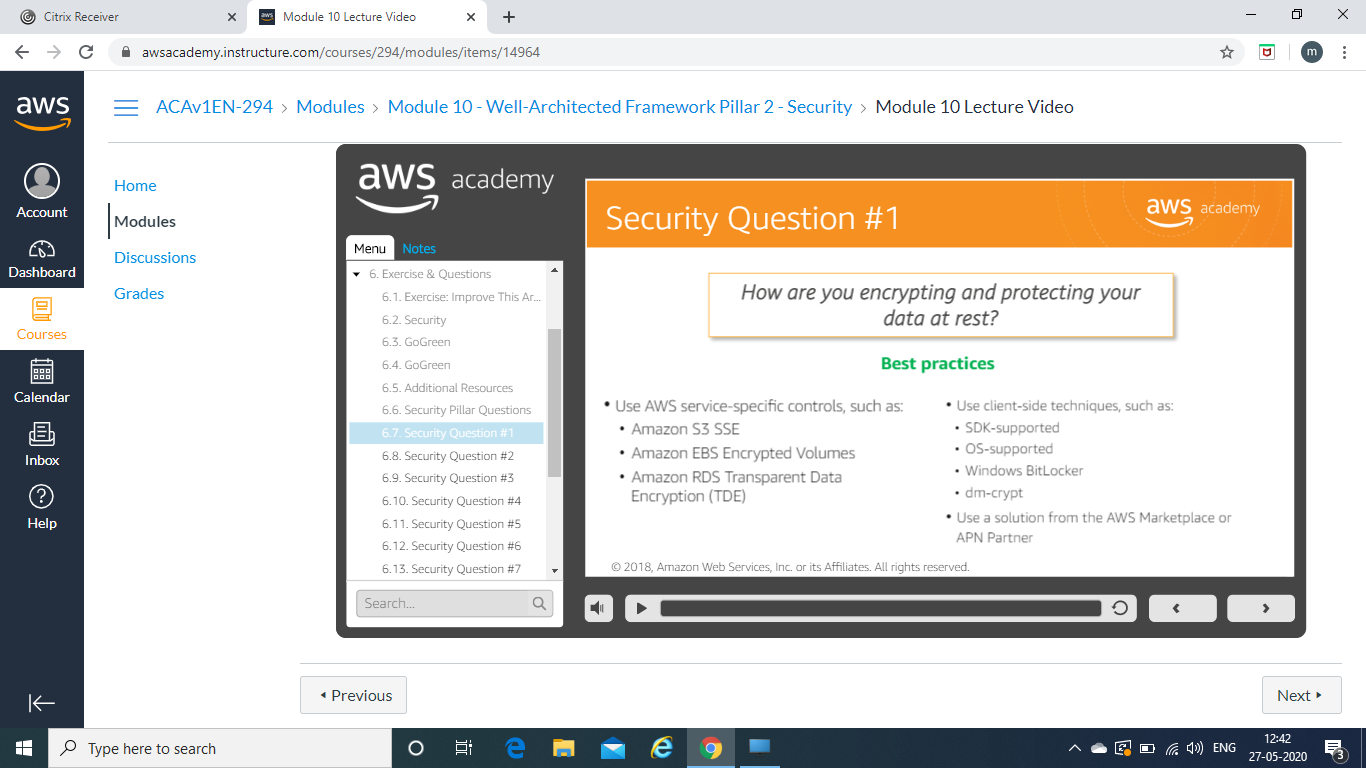 Citrix Receiver
Module 10 Lecture Video
awsacademy.instructure.com/courses/294/modules/items/14964
m
aws
Account
Dashboard
Courses
Calendar
Inbox
Help
ACAv1EN-294 › Modules › Module 10 - Well-Architected Framework Pillar 2 - Security › Module 10 Lecture Video
Home
Modules
Discussions
Grades
aws academy
Menu Notes
6. Exercise & Questions
6.1. Exercise: Improve This Ar...
6.2. Security
6.3. GoGreen
6.4. GoGreen
6.5. Additional Resources
6.6. Security Pillar Questions
6.7. Security Question #1
6.8. Security Question #2
6.9. Security Question #3
6.10. Security Question #4
6.11. Security Question #5
6.12. Security Question #6
6.13. Security Question #7
Search...
Security Question #1
aws academy
How are you encrypting and protecting your
data at rest?
Best practices
• Use AWS service-specific controls, such as:
• Amazon S3 SSE
• Amazon EBS Encrypted Volumes
• Amazon RDS Transparent Data
Encryption (TDE)
• Use client-side techniques, such as:
• SDK-supported
• OS-supported
• Windows BitLocker
• dm-crypt
• Use a solution from the AWS Marketplace or
APN Partner
© 2018, Amazon Web Services, Inc. or its Affiliates. All rights reserved.
Previous
Next
Type here to search
ENG
12:42
27-05-2020
3